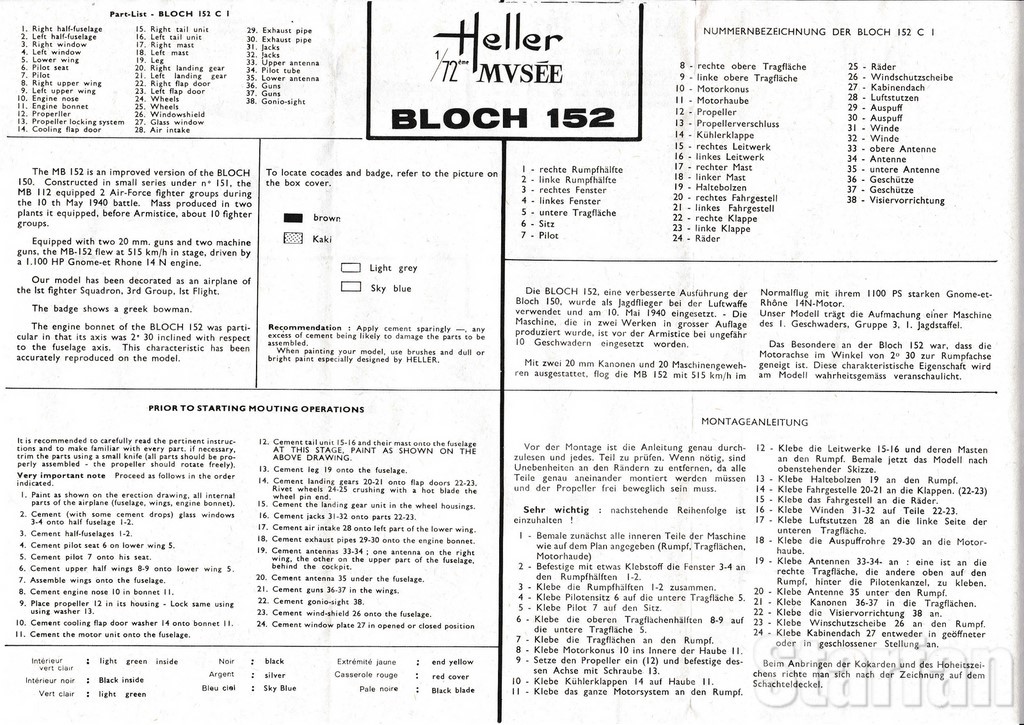 Part-List - BLOCH 152 C 1
1. Right half-fuselage
2. Left half-fuselage
3. Right window
4. Left window
5. Lower wing
6. Pilot seat
7. Pilot
8. Right upper wing
9. Left upper wing
10. Engine nose
11. Engine bonnet
12. Properller
13. Propeller locking system
14. Cooling flap door
15. Right tail unit
16. Left tail unit
17. Right mast
18. Left mast
19. Leg
20. Right landing gear
21. Left landing gear
22. Right flap door
23. Left flap door
24. Wheels
25. Wheels
26. Windowshield
27. Glass window
28. Air intake
29. Exhaust pipe
30. Exhaust pipe
31. Jacks
32. Jacks
33. Upper antenna
34. Pilot tube
35. Lower antenna
36. Guns
37. Guns
38. Gonio-sight
Heller
1/72ème MVSÉE
BLOCH 152
NUMMERNBEZEICHNUNG DER BLOCH 152 C 1
1 - rechte Rumpfhälfte
2 - linke Rumpfhälfte
3 - rechtes Fenster
4 - linkes Fenster
5 - untere Tragfläche
6 - Sitz
7 - Pilot
8 - rechte obere Tragfläche
9 - linke obere Tragfläche
10 - Motorkonus
11 - Motorhaube
12 - Propeller
13 - Propellerverschluss
14 - Kühlerklappe
15 - rechtes Leitwerk
16 - linkes Leitwerk
17 - rechter Mast
18 - linker Mast
19 - Haltebolzen
20 - rechtes Fahrgestell
21 - linkes Fahrgestell
22 - rechte Klappe
23 - linke Klappe
24 - Räder
25 - Räder
26 - Windschutzscheibe
27 - Kabinendach
28 - Luftstutzen
29 - Auspuff
30 - Auspuff
31 - Winde
32 - Winde
33 - obere Antenne
34 - Antenne
35 - untere Antenne
36 - Geschütze
37 - Geschütze
38 - Visiervorrichtung
The MB 152 is an improved version of the BLOCH
150. Constructed in small series under n° 151, the
MB 112 equipped 2 Air-Force fighter groups during
the 10 th May 1940 battle. Mass produced in two
plants it equipped, before Armistice, about 10 fighter
groups.
Equipped with two 20 mm. guns and two machine
guns, the MB-152 flew at 515 km/h in stage, driven by
a 1.100 HP Gnome-et Rhone 14 N engine.
Our model has been decorated as an airplane of
the Ist fighter Squadron, 3rd Group, Ist Flight.
The badge shows a greek bowman.
The engine bonnet of the BLOCH 152 was parti-
cular in that its axis was 2° 30 inclined with respect
to the fuselage axis. This characteristic has been
accurately reproduced on the model.
To locate cocades and badge, refer to the picture on
the box cover.
brown
Kaki
Light grey
Sky blue
Recommendation : Apply cement sparingly —, any
excess of cement being likely to damage the parts to be
assembled.
When painting your model, use brushes and dull or
bright paint especially designed by HELLER.
Die BLOCH 152, eine verbesserte Ausführung der
Bloch 150, wurde als Jagdflieger bei der Luftwaffe
verwendet und am 10. Mai 1940 eingesetzt. - Die
Maschine, die in zwei Werken in grosser Auflage
produziert wurde, ist vor der Armistice bei ungefähr
10 Geschwadern eingesetzt worden.
Mit zwei 20 mm Kanonen und 20 Maschinengeweh-
ren ausgestattet, flog die MB 152 mit 515 km/h im
Normalflug mit ihrem 1100 PS starken Gnome-et-
Rhône 14N-Motor.
Unser Modell trägt die Aufmachung einer Maschine
des 1. Geschwaders, Gruppe 3, 1. Jagdstaffel.
Das Besondere an der Bloch 152 war, dass die
Motorachse im Winkel von 2° 30 zur Rumpfachse
geneigt ist. Diese charakteristische Eigenschaft wird
am Modell wahrheitsgemäss veranschaulicht.
PRIOR TO STARTING MOUTING OPERATIONS
It is recommended to carefully read the pertinent instruc-
tions and to make familiar with every part. if necessary,
trim the parts using a small knife (all parts should be pro-
perly assembled - the propeller should rotate freely).
Very important note Proceed as follows in the order
indicated.
1. Paint as shown on the erection drawing, all internal
parts of the airplane (fuselage, wings, engine bonnet).
2. Cement (with some cement drops) glass windows
3-4 onto half fuselage 1-2.
3. Cement half-fuselages 1-2.
4. Cement pilot seat 6 on lower wing 5.
5. Cement pilot 7 onto his seat.
6. Cement upper half wings 8-9 onto lower wing 5.
7. Assemble wings onto the fuselage.
8. Cement engine nose 10 in bonnet 11.
9. Place propeller 12 in its housing - Lock same using
using washer 13.
10. Cement cooling flap door washer 14 onto bonnet 11.
11. Cement the motor unit onto the fuselage.
12. Cement tail unit 15-16 and their mast onto the fuselage
AT THIS STAGE, PAINT AS SHOWN ON THE
ABOVE DRAWING.
13. Cement leg 19 onto the fuselage.
14. Cement landing gears 20-21 onto flap doors 22-23.
Rivet wheels 24-25 crushing with a hot blade the
wheel pin end.
15. Cement the landing gear unit in the wheel housings.
16. Cement jacks 31-32 onto parts 22-23.
17. Cement air intake 28 onto left part of the lower wing.
18. Cement exhaust pipes 29-30 onto the engine bonnet.
19. Cement antennas 33-34 ; one antenna on the right
wing, the other on the upper part of the fuselage,
behind the cockpit.
20. Cement antenna 35 under the fuselage.
21. Cement guns 36-37 in the wings.
22. Cement gonio-sight 38.
23. Cement wind-shield 26 onto the fuselage.
24. Cement window plate 27 in opened or closed position
MONTAGEANLEITUNG
Vor der Montage ist die Anleitung genau durch-
zulesen und jedes. Teil zu prüfen. Wenn nötig, sind
Unebenheiten an den Rändern zu entfernen, da alle
Teile genau aneinander montiert werden müssen
und der Propeller frei beweglich sein muss.
Sehr wichtig : nachstehende Reihenfolge ist
einzuhalten !
1 - Bemale zunächst alle inneren Teile der Maschine
wie auf dem Plan angegeben (Rumpf, Tragflächen,
Motorhaude)
2 - Befestige mit etwas Klebstoff die Fenster 3-4 an
den Rumpfhälften 1-2.
3 - Klebe die Rumpfhälften 1-2 zusammen.
4 - Klebe Pilotensitz 6 auf die untere Tragfläche 5.
5 - Klebe Pilot 7 auf den Sitz.
6 - Klebe die oberen Tragflächenhälften 8-9 auf
die untere Tragfläche 5.
7 - Klebe die Tragflächen an den Rumpf.
8 - Klebe Motorkonus 10 ins Innere der Haube 11.
9 - Setze den Propeller ein (12) und befestige des-
sen Achse mit Schraube 13.
10 - Klebe Kühlerklappen 14 auf Haube 11.
11 - Klebe das ganze Motorsystem an den Rumpf.
12 - Klebe die Leitwerke 15-16 und deren Masten
an den Rumpf. Bemale jetzt das Modell nach
obenstehender Skizze.
13 - Klebe Haltebolzen 19 an den Rumpf.
14 - Klebe Fahrgestelle 20-21 an die Klappen. (22-23)
15 - Klebe das Fahrgestell an die Räder.
16 - Klebe Winden 31-32 auf Teile 22-23.
17 - Klebe Luftstutzen 28 an die linke Seite der
unteren Tragfläche.
18 - Klebe die Auspuffrohre 29-30 an die Motor-
haube.
19 - Klebe Antennen 33-34- an : eine ist an die
rechte Tragfläche, die andere oben auf den
Rumpf, hinter die Pilotenkanzel, zu kleben.
20 - Klebe Antenne 35 unter den Rumpf.
21 - Klebe Kanonen 36-37 in die Tragflächen.
22 - Klebe die Visiervorrichtung 38 an.
23 - Klebe Winschutzscheibe 26 an den Rumpf.
24 - Klebe Kabinendach 27 entweder in geöffneter
oder in geschlossener Stellung an.
Beim Anbringen der Kokarden und des Hoheitszei-
chens richte man sich nach der Zeichnung auf dem
Schachteldeckel.
Intérieur vert clair : light green inside
Intérieur noir : Black inside
Vert clair : light green
Noir : black
Argent : silver
Bleu ciel : Sky Blue
Extrémité jaune : end yellow
Casserole rouge : red cover
Pale noire : Black blade
starfan